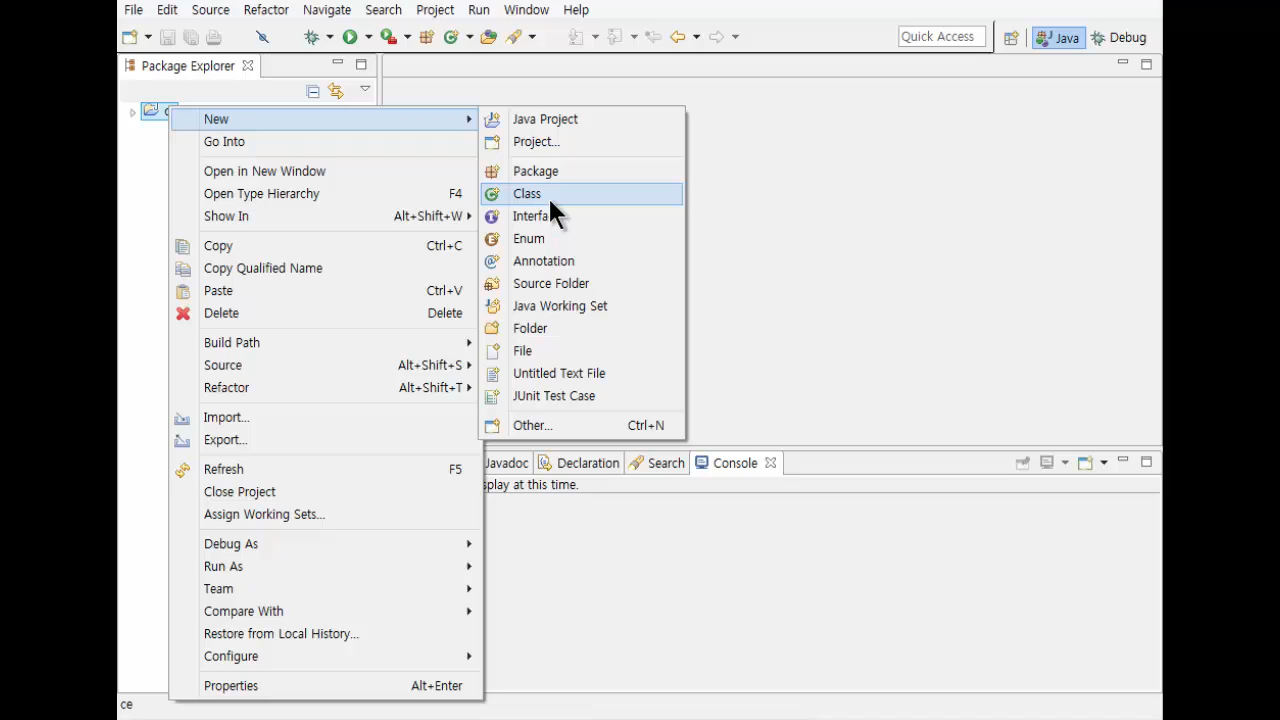 File Edit Source Refactor Navigate Search Project Run Window Help
Quick Access Java Debug
Package Explorer
New
Go Into
Open in New Window
Open Type Hierarchy F4
Show In Alt+Shift+W
Copy Ctrl+C
Copy Qualified Name
Paste Ctrl+V
Delete Delete
Build Path
Source Alt+Shift+S
Refactor Alt+Shift+T
Import...
Export...
Refresh F5
Close Project
Assign Working Sets...
Debug As
Run As
Team
Compare With
Restore from Local History...
Configure
Properties Alt+Enter
Java Project
Project...
Package
Class
Enum
Annotation
Source Folder
Java Working Set
Folder
File
Untitled Text File
JUnit Test Case
Other... Ctrl+N
Javadoc Declaration Search Console
splay at this time.
ce